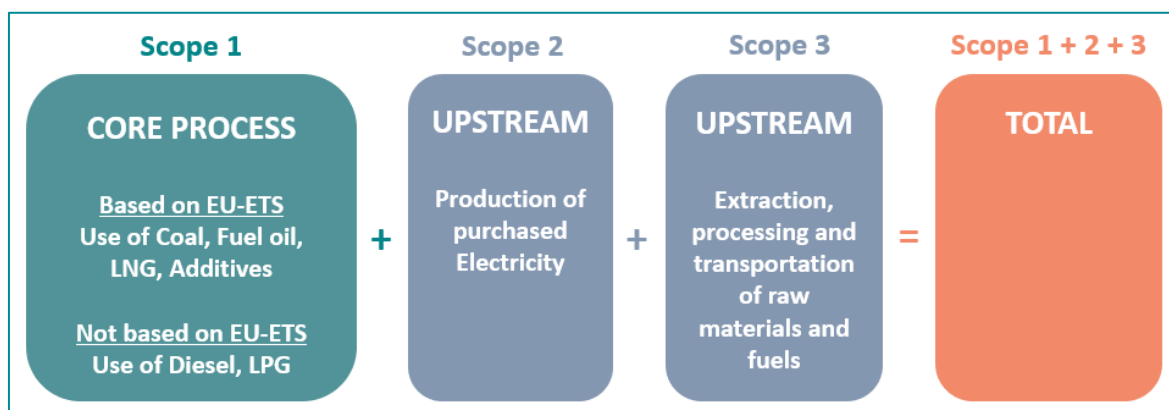 Scope 1
CORE PROCESS
Based on EU-ETS
Use of Coal, Fuel oil,
LNG, Additives
Not based on EU-ETS
Use of Diesel, LPG
+
Scope 2
UPSTREAM
Production of
purchased
Electricity
+
Scope 3
UPSTREAM
Extraction,
processing and
transportation
of raw
materials and
fuels
=
Scope 1 + 2 + 3
TOTAL